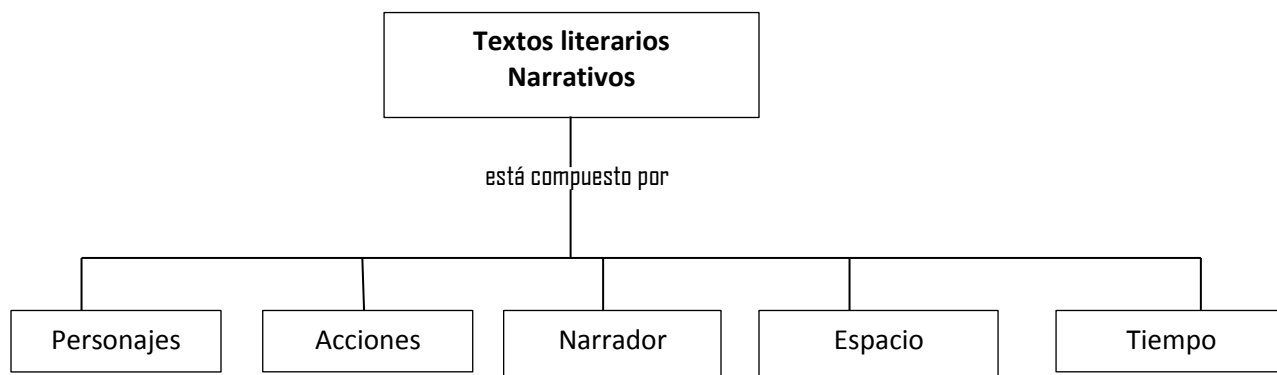 Textos literarios
Narrativos
está compuesto por
Personajes
Acciones
Narrador
Espacio
Tiempo